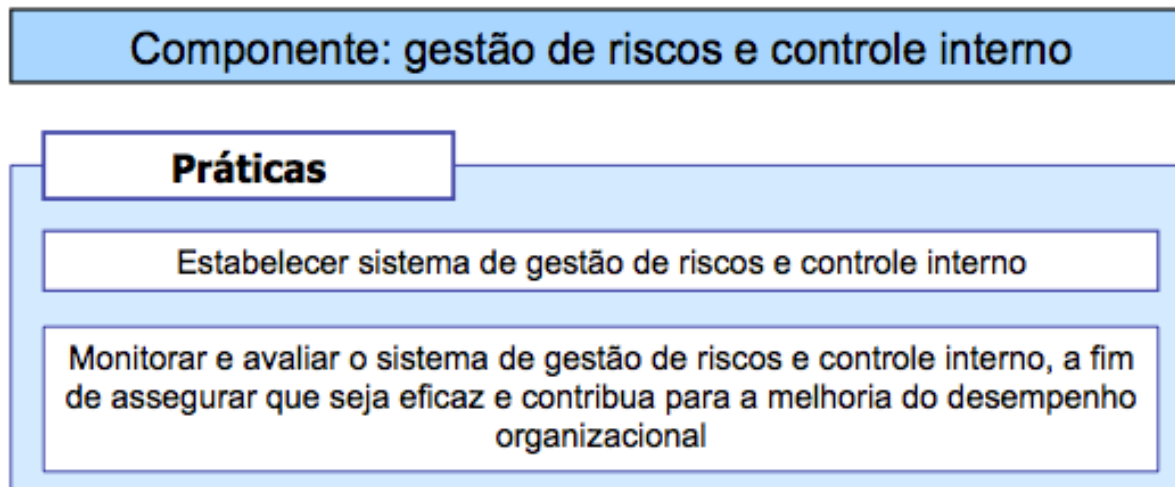 Componente: gestão de riscos e controle interno
Práticas
Estabelecer sistema de gestão de riscos e controle interno
Monitorar e avaliar o sistema de gestão de riscos e controle interno, a fim
de assegurar que seja eficaz e contribua para a melhoria do desempenho
organizacional